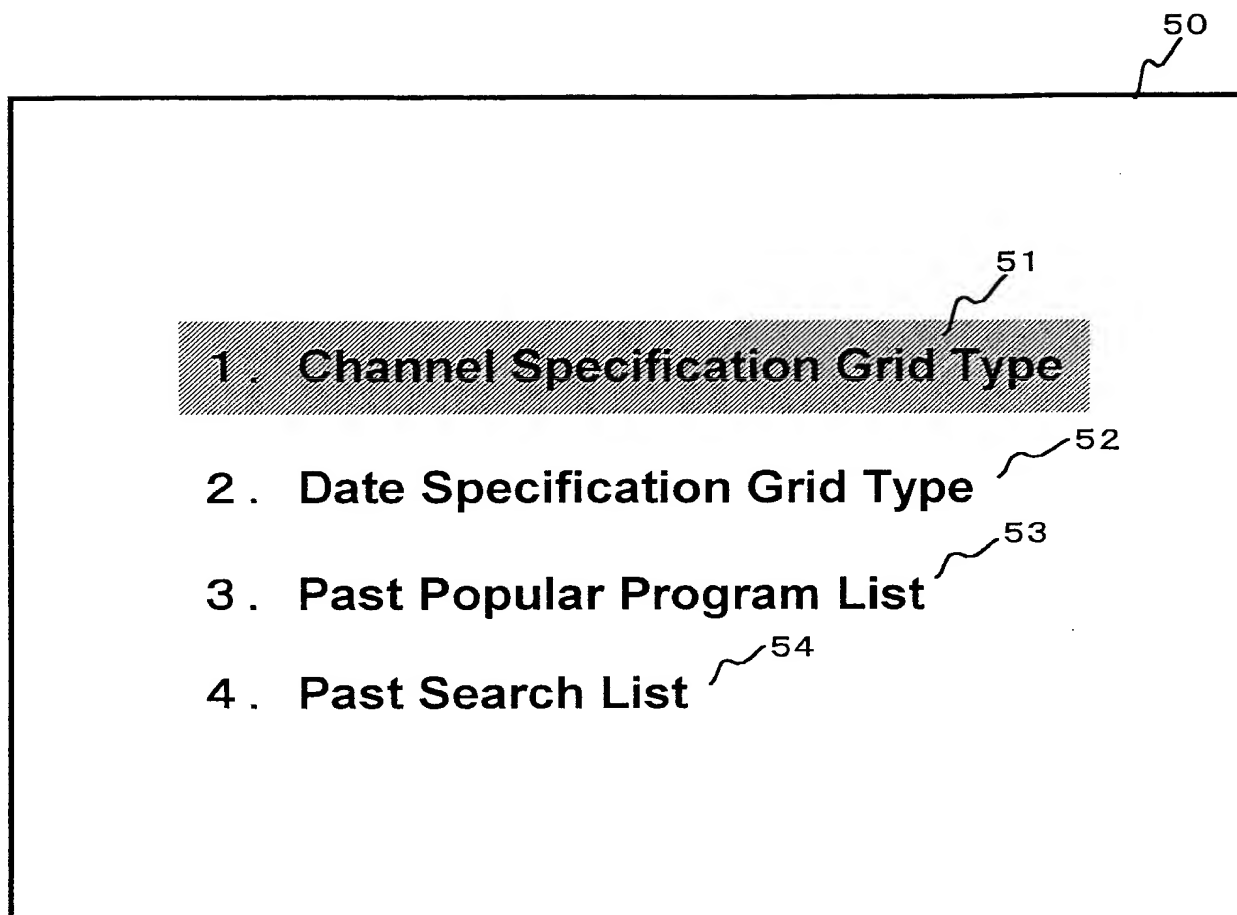 50
51
1. Channel Specification Grid Type
52
2. Date Specification Grid Type
53
3. Past Popular Program List
54
4. Past Search List